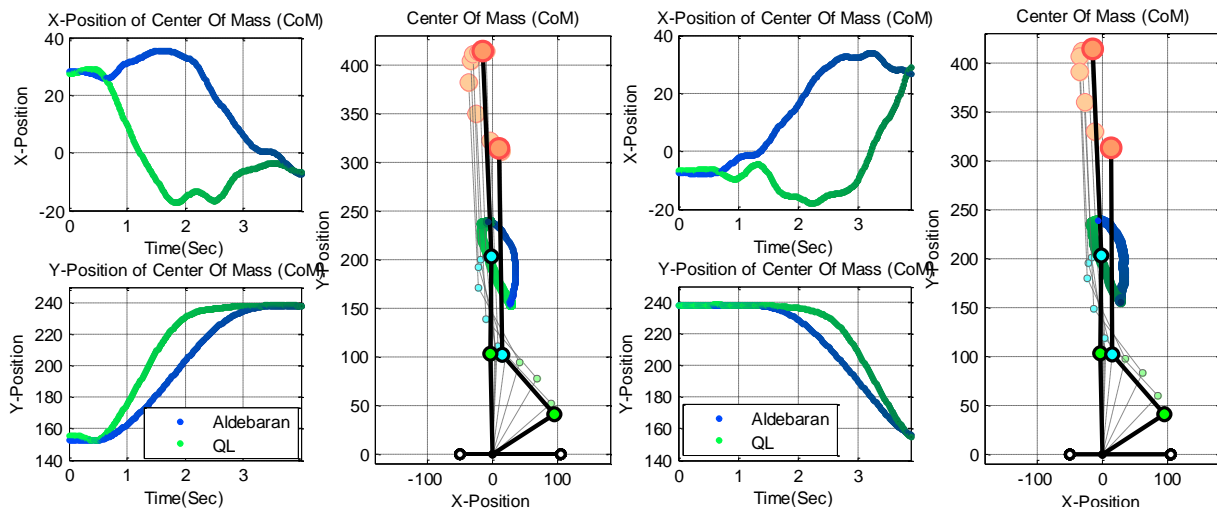 X-Position of Center Of Mass (CoM)
40
20
0
-20
X-Position
0
1
2
3
Time(Sec)
Y-Position of Center Of Mass (CoM)
240
220
200
180
160
140
Y-Position
Aldebaran
QL
0
1
2
3
Time(Sec)
Center Of Mass (CoM)
400
350
300
250
200
150
100
50
0
Y-Position
-100
0
100
X-Position
X-Position of Center Of Mass (CoM)
40
20
0
-20
X-Position
0
1
2
3
Time(Sec)
Y-Position of Center Of Mass (CoM)
240
220
200
180
160
140
Y-Position
Aldebaran
QL
0
1
2
3
Time(Sec)
Center Of Mass (CoM)
400
350
300
250
200
150
100
50
0
Y-Position
-100
0
100
X-Position